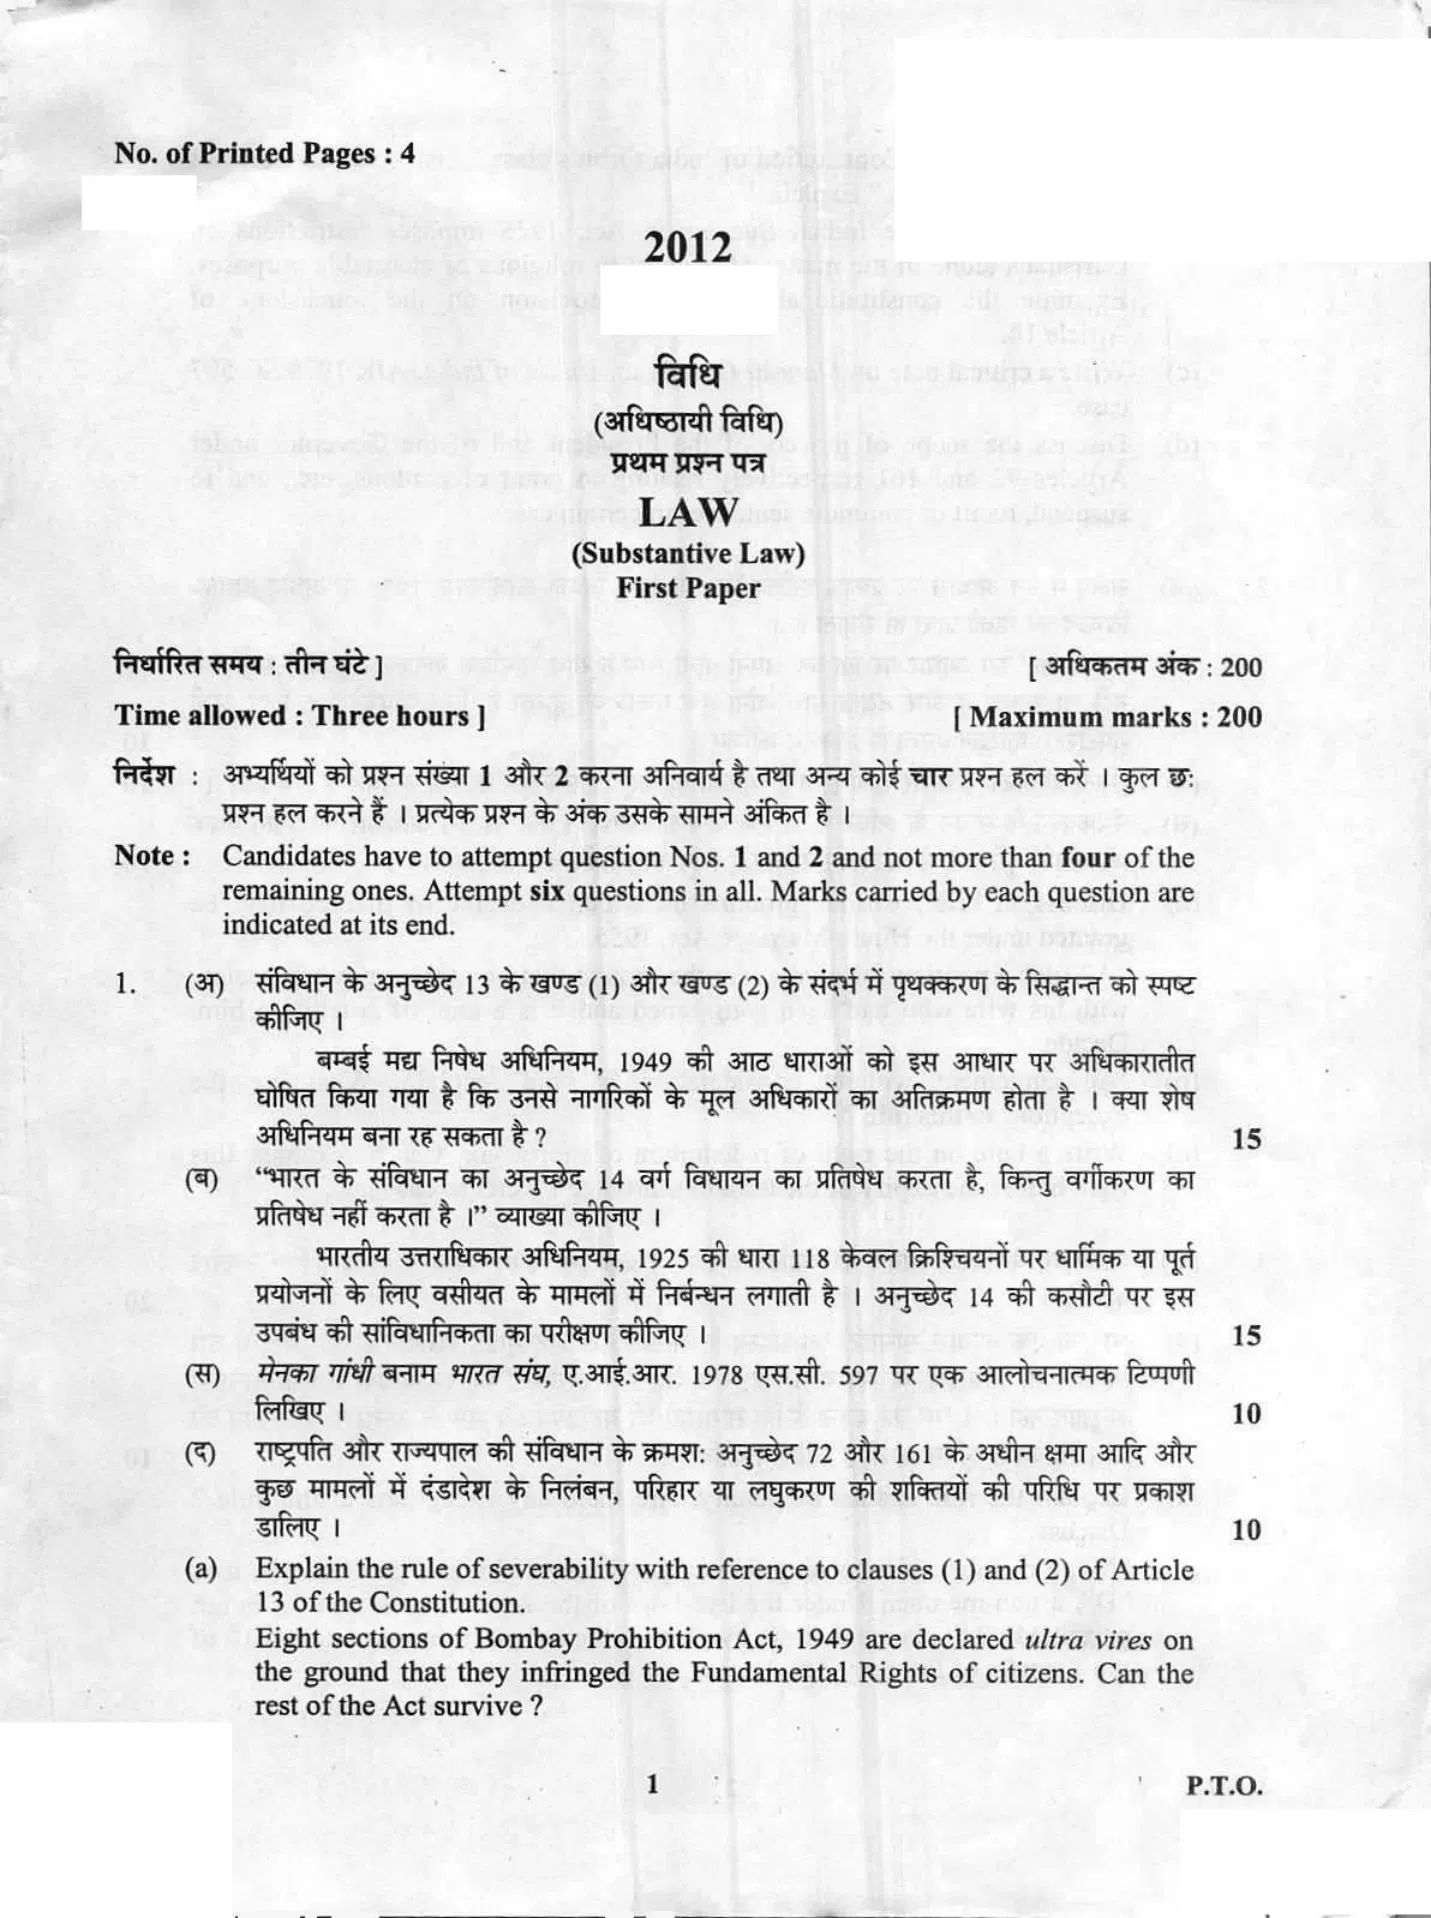 No. of Printed Pages : 4
2012
विधि
(अधिष्ठायी विधि)
प्रथम प्रश्न पत्र
LAW
(Substantive Law)
First Paper
निर्धारित समय : तीन घंटे ] [ अधिकतम अंक : 200
Time allowed : Three hours ] [ Maximum marks : 200
निर्देश : अभ्यर्थियों को प्रश्न संख्या 1 और 2 करना अनिवार्य है तथा अन्य कोई चार प्रश्न हल करें । कुल छः
प्रश्न हल करने हैं । प्रत्येक प्रश्न के अंक उसके सामने अंकित है ।
Note : Candidates have to attempt question Nos. 1 and 2 and not more than four of the
remaining ones. Attempt six questions in all. Marks carried by each question are
indicated at its end.
1. (अ) संविधान के अनुच्छेद 13 के खण्ड (1) और खण्ड (2) के संदर्भ में पृथक्करण के सिद्धान्त को स्पष्ट
कीजिए ।
बम्बई मद्य निषेध अधिनियम, 1949 की आठ धाराओं को इस आधार पर अधिकारातीत
घोषित किया गया है कि उनसे नागरिकों के मूल अधिकारों का अतिक्रमण होता है । क्या शेष
अधिनियम बना रह सकता है ? 15
(ब) “भारत के संविधान का अनुच्छेद 14 वर्ग विधायन का प्रतिषेध करता है, किन्तु वर्गीकरण का
प्रतिषेध नहीं करता है ।” व्याख्या कीजिए ।
भारतीय उत्तराधिकार अधिनियम, 1925 की धारा 118 केवल क्रिश्चियनों पर धार्मिक या पूर्त
प्रयोजनों के लिए वसीयत के मामलों में निर्बन्धन लगाती है । अनुच्छेद 14 की कसौटी पर इस
उपबंध की सांविधानिकता का परीक्षण कीजिए । 15
(स) मेनका गांधी बनाम भारत संघ, ए.आई.आर. 1978 एस.सी. 597 पर एक आलोचनात्मक टिप्पणी
लिखिए । 10
(द) राष्ट्रपति और राज्यपाल की संविधान के क्रमशः अनुच्छेद 72 और 161 के अधीन क्षमा आदि और
कुछ मामलों में दंडादेश के निलंबन, परिहार या लघुकरण की शक्तियों की परिधि पर प्रकाश
डालिए । 10
(a) Explain the rule of severability with reference to clauses (1) and (2) of Article
13 of the Constitution.
Eight sections of Bombay Prohibition Act, 1949 are declared ultra vires on
the ground that they infringed the Fundamental Rights of citizens. Can the
rest of the Act survive ?
1 P.T.O.